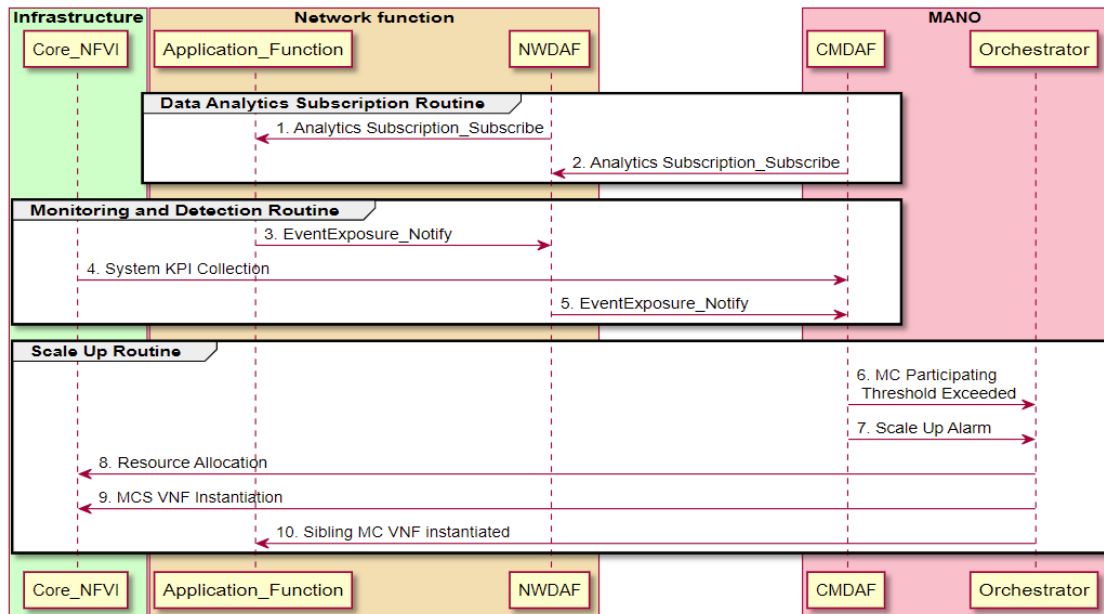 Infrastructure
Network function
MANO
Core_NFVI
Application_Function
NWDAF
CMDAF
Orchestrator
Data Analytics Subscription Routine
1. Analytics Subscription_Subscribe
2. Analytics Subscription_Subscribe
Monitoring and Detection Routine
3. EventExposure_Notify
4. System KPI Collection
5. EventExposure_Notify
Scale Up Routine
6. MC Participating
Threshold Exceeded
7. Scale Up Alarm
8. Resource Allocation
9. MCS VNF Instantiation
10. Sibling MC VNF instantiated
Core_NFVI
Application_Function
NWDAF
CMDAF
Orchestrator